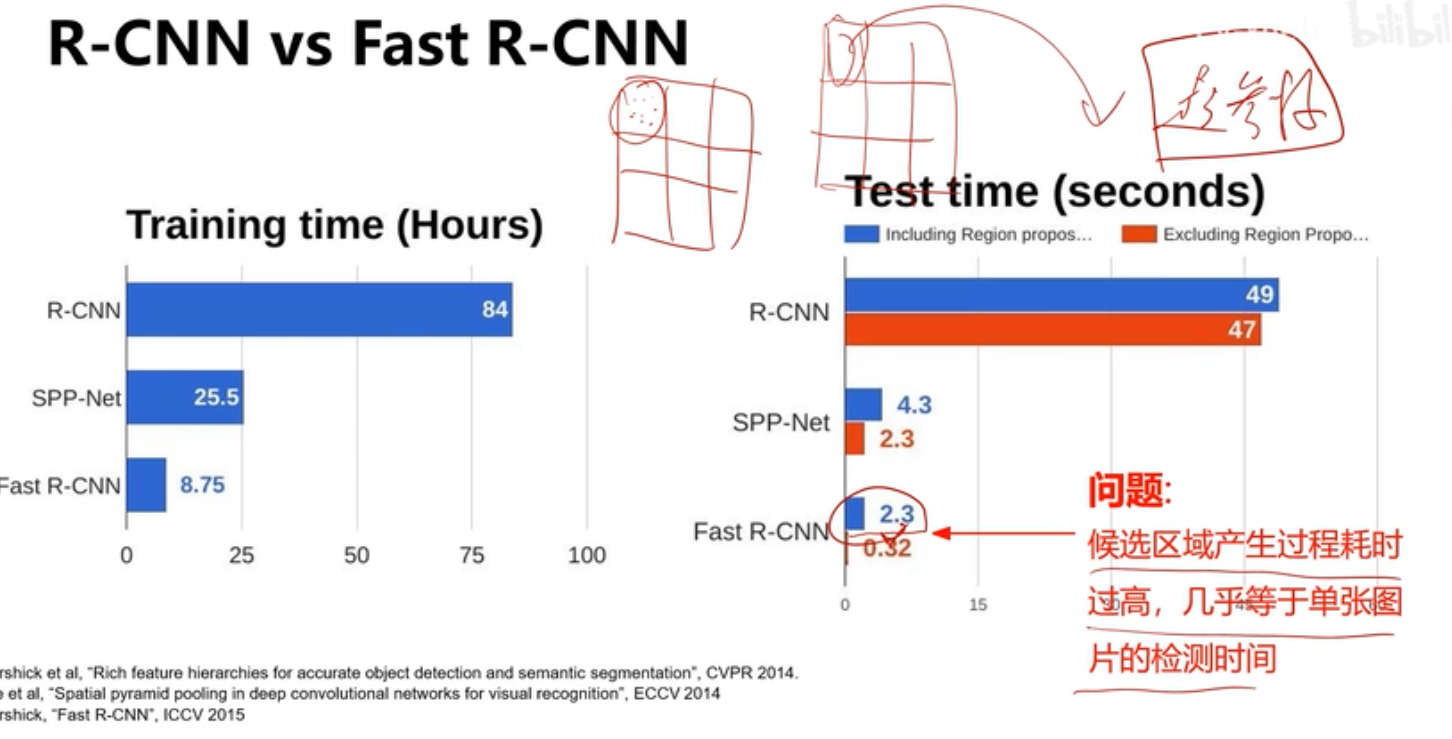 R-CNN vs Fast R-CNN
Training time (Hours)
R-CNN
84
SPP-Net
25.5
Fast R-CNN
8.75
0 25 50 75 100
Test time (seconds)
Including Region propos...
Excluding Region Propo...
R-CNN
49
47
SPP-Net
4.3
2.3
Fast R-CNN
2.3
0.32
0 15 30 45 60
问题:
候选区域产生过程耗时
过高，几乎等于单张图
片的检测时间
rshick et al, “Rich feature hierarchies for accurate object detection and semantic segmentation”, CVPR 2014.
e et al, “Spatial pyramid pooling in deep convolutional networks for visual recognition”, ECCV 2014
rshick, “Fast R-CNN”, ICCV 2015
bilibil